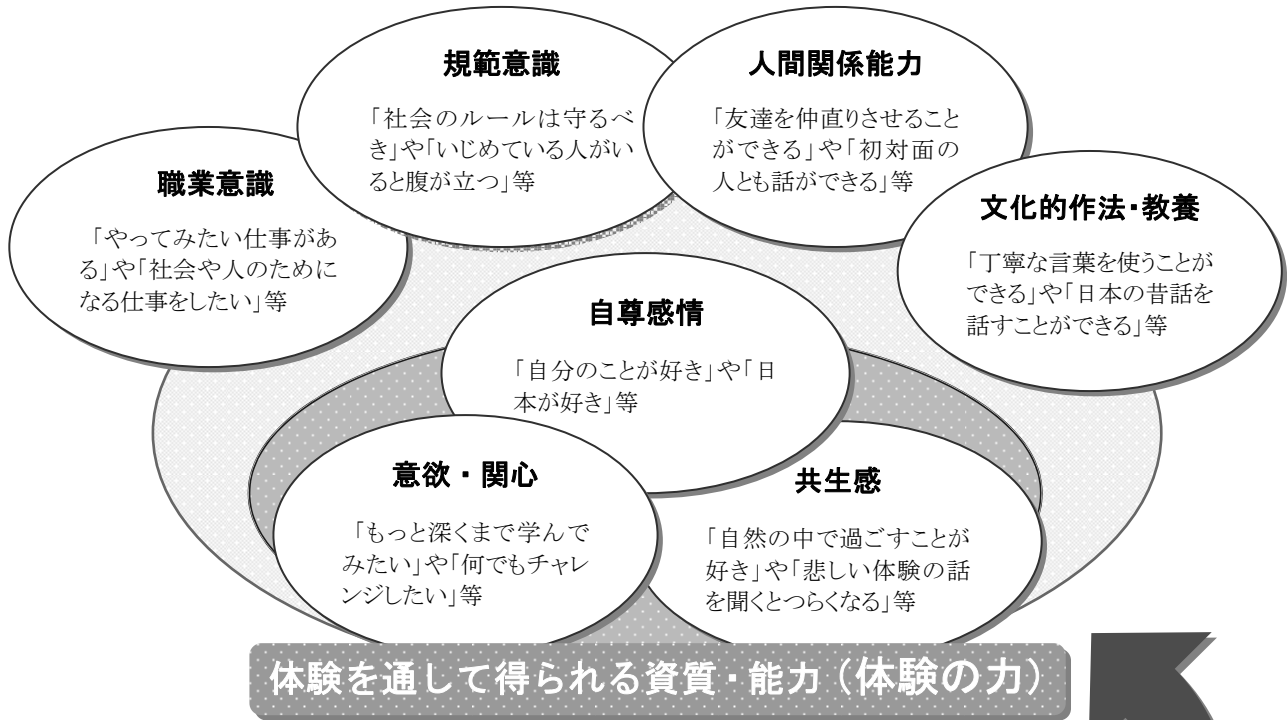 規範意識
「社会のルールは守るべ
き」や「いじめている人がい
ると腹が立つ」等
人間関係能力
「友達を仲直りさせること
ができる」や「初対面の
人とも話ができる」等
職業意識
「やってみたい仕事があ
る」や「社会や人のために
なる仕事をしたい」等
文化的作法・教養
「丁寧な言葉を使うことが
できる」や「日本の昔話を
話すことができる」等
自尊感情
「自分のことが好き」や「日
本が好き」等
意欲・関心
「もっと深くまで学んで
みたい」や「何でもチャレ
ンジしたい」等
共生感
「自然の中で過ごすことが
好き」や「悲しい体験の話
を聞くとつらくなる」等
体験を通して得られる資質・能力（体験の力）